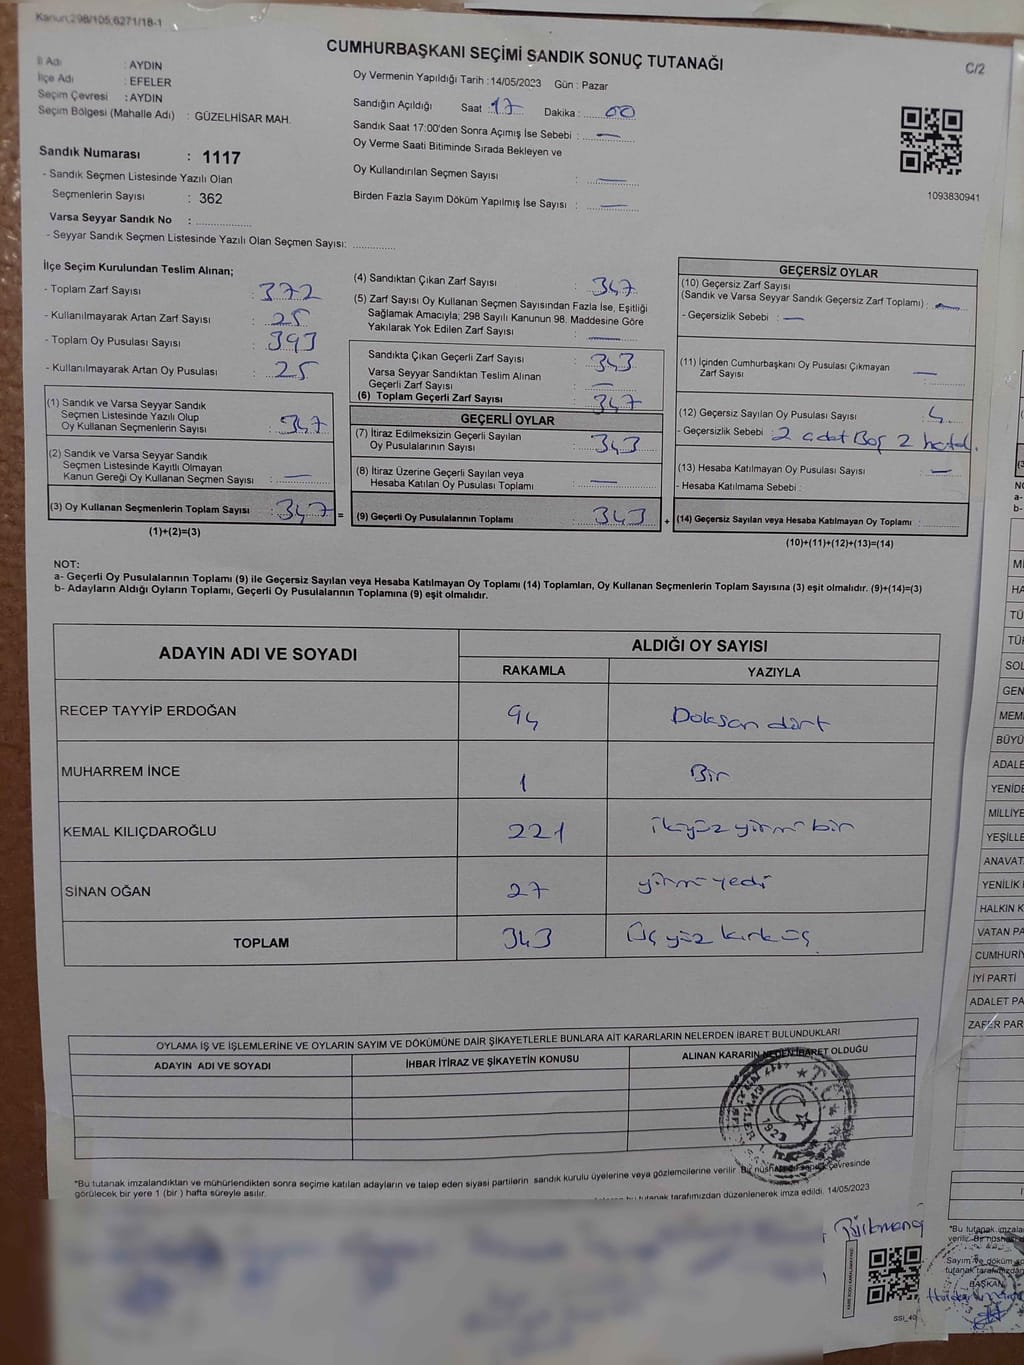 Kanun,298/105,6271/18-1
CUMHURBAŞKANI SEÇİMİ SANDIK SONUÇ TUTANAĞI
C/2
İl Adı : AYDIN
İlçe Adı : EFELER
Seçim Çevresi : AYDIN
Seçim Bölgesi (Mahalle Adı) : GÜZELHİSAR MAH.
Oy Vermenin Yapıldığı Tarih : 14/05/2023 Gün : Pazar
Sandığın Açıldığı Saat : 17 Dakika : 00
Sandık Saat 17:00'den Sonra Açımış İse Sebebi : —
Oy Verme Saati Bitiminde Sırada Bekleyen ve
Oy Kullandırılan Seçmen Sayısı : —
Birden Fazla Sayım Döküm Yapılmış İse Sayısı : —
1093830941
Sandık Numarası : 1117
- Sandık Seçmen Listesinde Yazılı Olan
Seçmenlerin Sayısı : 362
Varsa Seyyar Sandık No :
- Seyyar Sandık Seçmen Listesinde Yazılı Olan Seçmen Sayısı:
İlçe Seçim Kurulundan Teslim Alınan;
- Toplam Zarf Sayısı : 372
- Kullanılmayarak Artan Zarf Sayısı : 25
- Toplam Oy Pusulası Sayısı : 393
- Kullanılmayarak Artan Oy Pusulası : 25
(1) Sandık ve Varsa Seyyar Sandık
Seçmen Listesinde Yazılı Olup
Oy Kullanan Seçmenlerin Sayısı : 347
(2) Sandık ve Varsa Seyyar Sandık
Seçmen Listesinde Kayıtlı Olmayan
Kanun Gereği Oy Kullanan Seçmen Sayısı : —
(3) Oy Kullanan Seçmenlerin Toplam Sayısı : 347 =
(1)+(2)=(3)
(4) Sandıktan Çıkan Zarf Sayısı : 347
(5) Zarf Sayısı Oy Kullanan Seçmen Sayısından Fazla İse, Eşitliği
Sağlamak Amacıyla; 298 Sayılı Kanunun 98. Maddesine Göre
Yakılarak Yok Edilen Zarf Sayısı : —
Sandıkta Çıkan Geçerli Zarf Sayısı : 343
Varsa Seyyar Sandıktan Teslim Alınan
Geçerli Zarf Sayısı : —
(6) Toplam Geçerli Zarf Sayısı : 347
GEÇERLİ OYLAR
(7) İtiraz Edilmeksizin Geçerli Sayılan
Oy Pusulalarının Sayısı : 343
(8) İtiraz Üzerine Geçerli Sayılan veya
Hesaba Katılan Oy Pusulası Toplamı : —
(9) Geçerli Oy Pusulalarının Toplamı : 343 +
GEÇERSİZ OYLAR
(10) Geçersiz Zarf Sayısı
(Sandık ve Varsa Seyyar Sandık Geçersiz Zarf Toplamı) : —
- Geçersizlik Sebebi : —
(11) İçinden Cumhurbaşkanı Oy Pusulası Çıkmayan
Zarf Sayısı : —
(12) Geçersiz Sayılan Oy Pusulası Sayısı : 4
- Geçersizlik Sebebi : 2 adet Boş 2 hatal.
(13) Hesaba Katılmayan Oy Pusulası Sayısı : —
- Hesaba Katılmama Sebebi :
(14) Geçersiz Sayılan veya Hesaba Katılmayan Oy Toplamı :
(10)+(11)+(12)+(13)=(14)
NOT:
a- Geçerli Oy Pusulalarının Toplamı (9) ile Geçersiz Sayılan veya Hesaba Katılmayan Oy Toplamı (14) Toplamları, Oy Kullanan Seçmenlerin Toplam Sayısına (3) eşit olmalıdır. (9)+(14)=(3)
b- Adayların Aldığı Oyların Toplamı, Geçerli Oy Pusulalarının Toplamına (9) eşit olmalıdır.
ADAYIN ADI VE SOYADI
ALDIĞI OY SAYISI
RAKAMLA YAZIYLA
RECEP TAYYİP ERDOĞAN 94 Doksan dört
MUHARREM İNCE 1 Bir
KEMAL KILIÇDAROĞLU 221 ikiyüz yirmi bir
SİNAN OĞAN 27 yirmi yedi
TOPLAM 343 Üç yüz kırk üç
OYLAMA İŞ VE İŞLEMLERİNE VE OYLARIN SAYIM VE DÖKÜMÜNE DAİR ŞİKAYETLERLE BUNLARA AİT KARARLARIN NELERDEN İBARET BULUNDUKLARI
ADAYIN ADI VE SOYADI İHBAR İTİRAZ VE ŞİKAYETİN KONUSU ALINAN KARARIN NEDEN İBARET OLDUĞU
T.C.
1923
*Bu tutanak imzalandıktan ve mühürlendikten sonra seçime katılan adayların ve talep eden siyasi partilerin sandık kurulu üyelerine veya gözlemcilerine verilir. Bir nüshası da sandık çevresinde
görülecek bir yere 1 (bir) hafta süreyle asılır.
bu tutanak tarafımızdan düzenlenerek imza edildi. 14/05/2023
SSİ_40
MEM
BÜYÜ
ADALE
YENİDE
MİLLİYE
YEŞİLLE
ANAVAT
YENİLİK
HALKIN K
VATAN PA
CUMHURİY
İYİ PARTİ
ADALET PA
ZAFER PAR
*Bu tutanak imzala
verilir. Bir nüshası
Sayım ve döküm
tutanak tarafımızdan
BAŞKAN